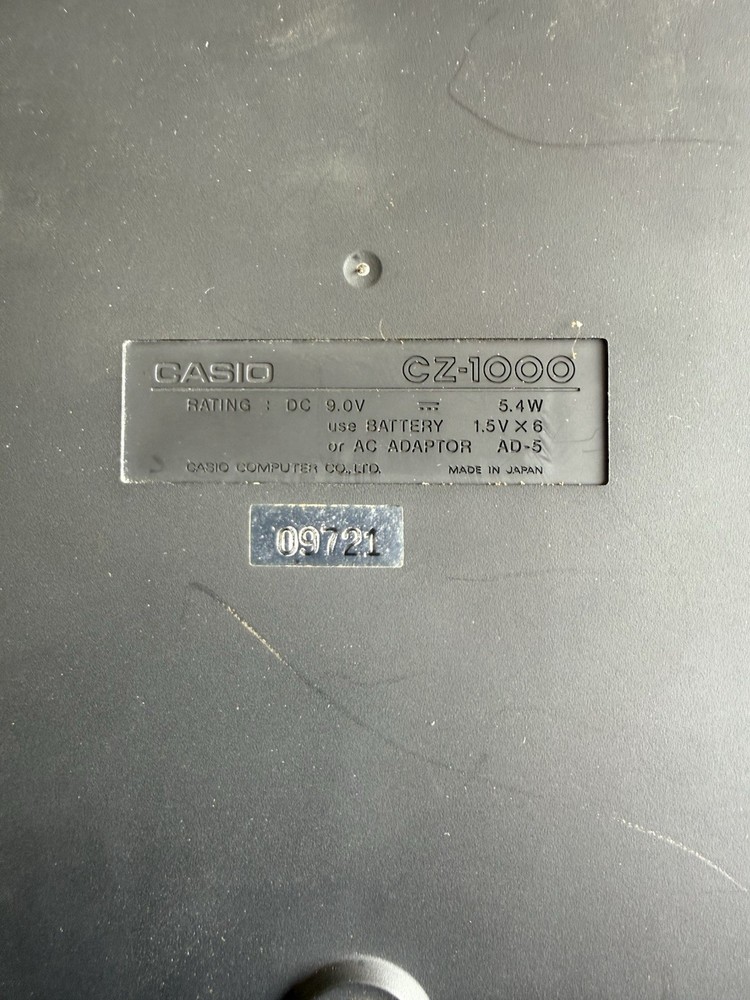 CASIO CZ-1000
RATING : DC 9.0V ⎓ 5.4W
use BATTERY 1.5V X 6
or AC ADAPTOR AD-5
CASIO COMPUTER CO., LTD. MADE IN JAPAN
09721